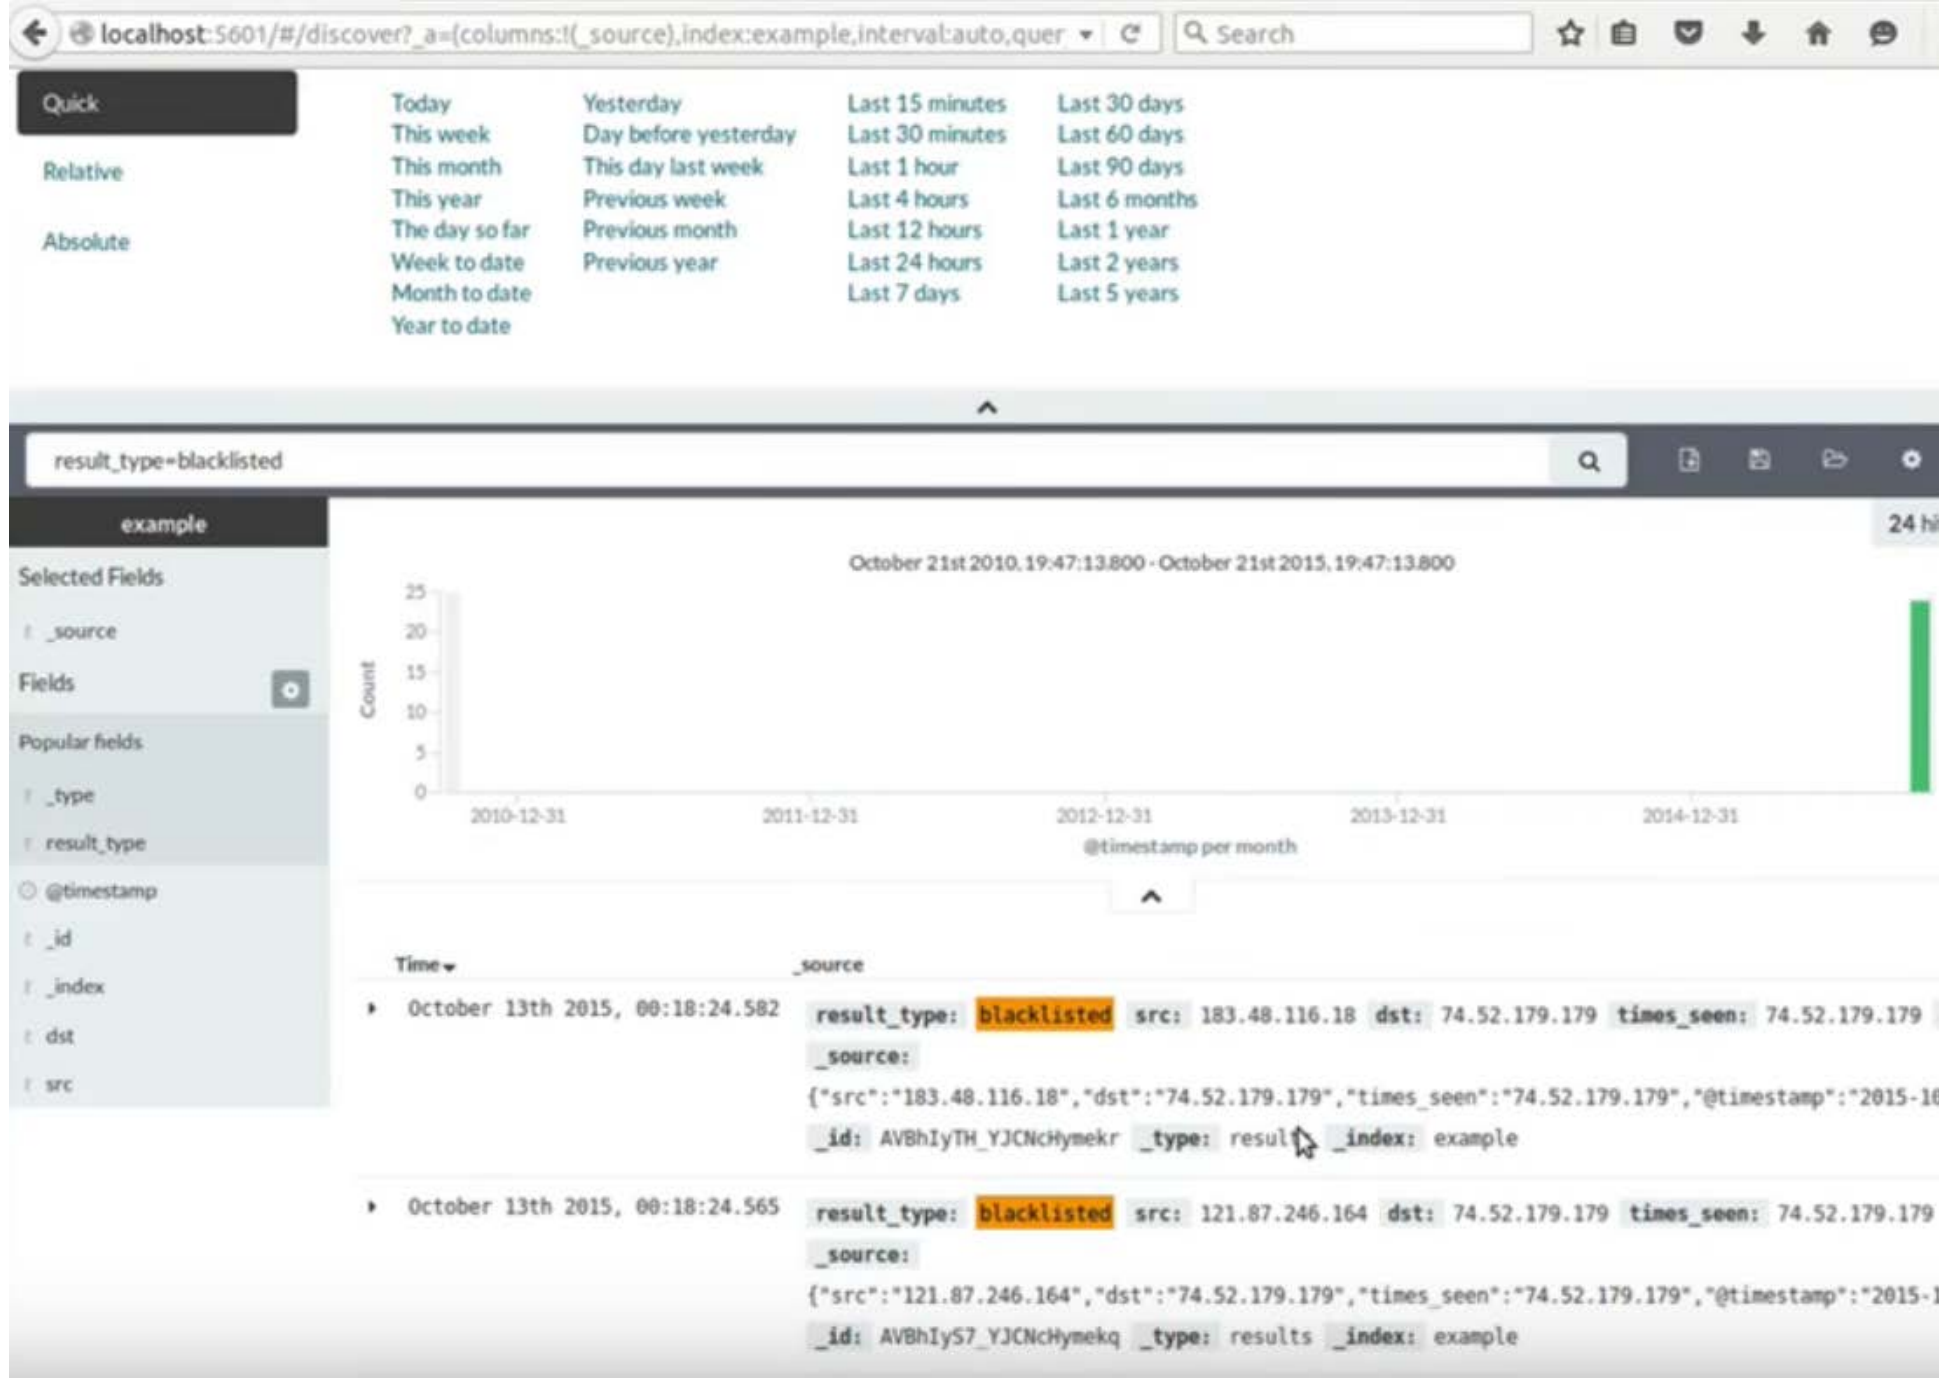 localhost:5601/#/discover?_a=(columns:!(_source),index:example,interval:auto,quer
Search
Quick
Relative
Absolute
Today Yesterday Last 15 minutes Last 30 days
This week Day before yesterday Last 30 minutes Last 60 days
This month This day last week Last 1 hour Last 90 days
This year Previous week Last 4 hours Last 6 months
The day so far Previous month Last 12 hours Last 1 year
Week to date Previous year Last 24 hours Last 2 years
Month to date Last 7 days Last 5 years
Year to date
result_type=blacklisted
example
24 hi
Selected Fields
t _source
Fields
Popular fields
t _type
t result_type
@timestamp
t _id
t _index
t dst
t src
October 21st 2010, 19:47:13.800 - October 21st 2015, 19:47:13.800
Count
25
20
15
10
5
0
2010-12-31 2011-12-31 2012-12-31 2013-12-31 2014-12-31
@timestamp per month
Time _source
October 13th 2015, 00:18:24.582 result_type: blacklisted src: 183.48.116.18 dst: 74.52.179.179 times_seen: 74.52.179.179
_source:
{"src":"183.48.116.18","dst":"74.52.179.179","times_seen":"74.52.179.179","@timestamp":"2015-10
_id: AVBhIyTH_YJCNcHymekr _type: results _index: example
October 13th 2015, 00:18:24.565 result_type: blacklisted src: 121.87.246.164 dst: 74.52.179.179 times_seen: 74.52.179.179
_source:
{"src":"121.87.246.164","dst":"74.52.179.179","times_seen":"74.52.179.179","@timestamp":"2015-1
_id: AVBhIyS7_YJCNcHymekq _type: results _index: example